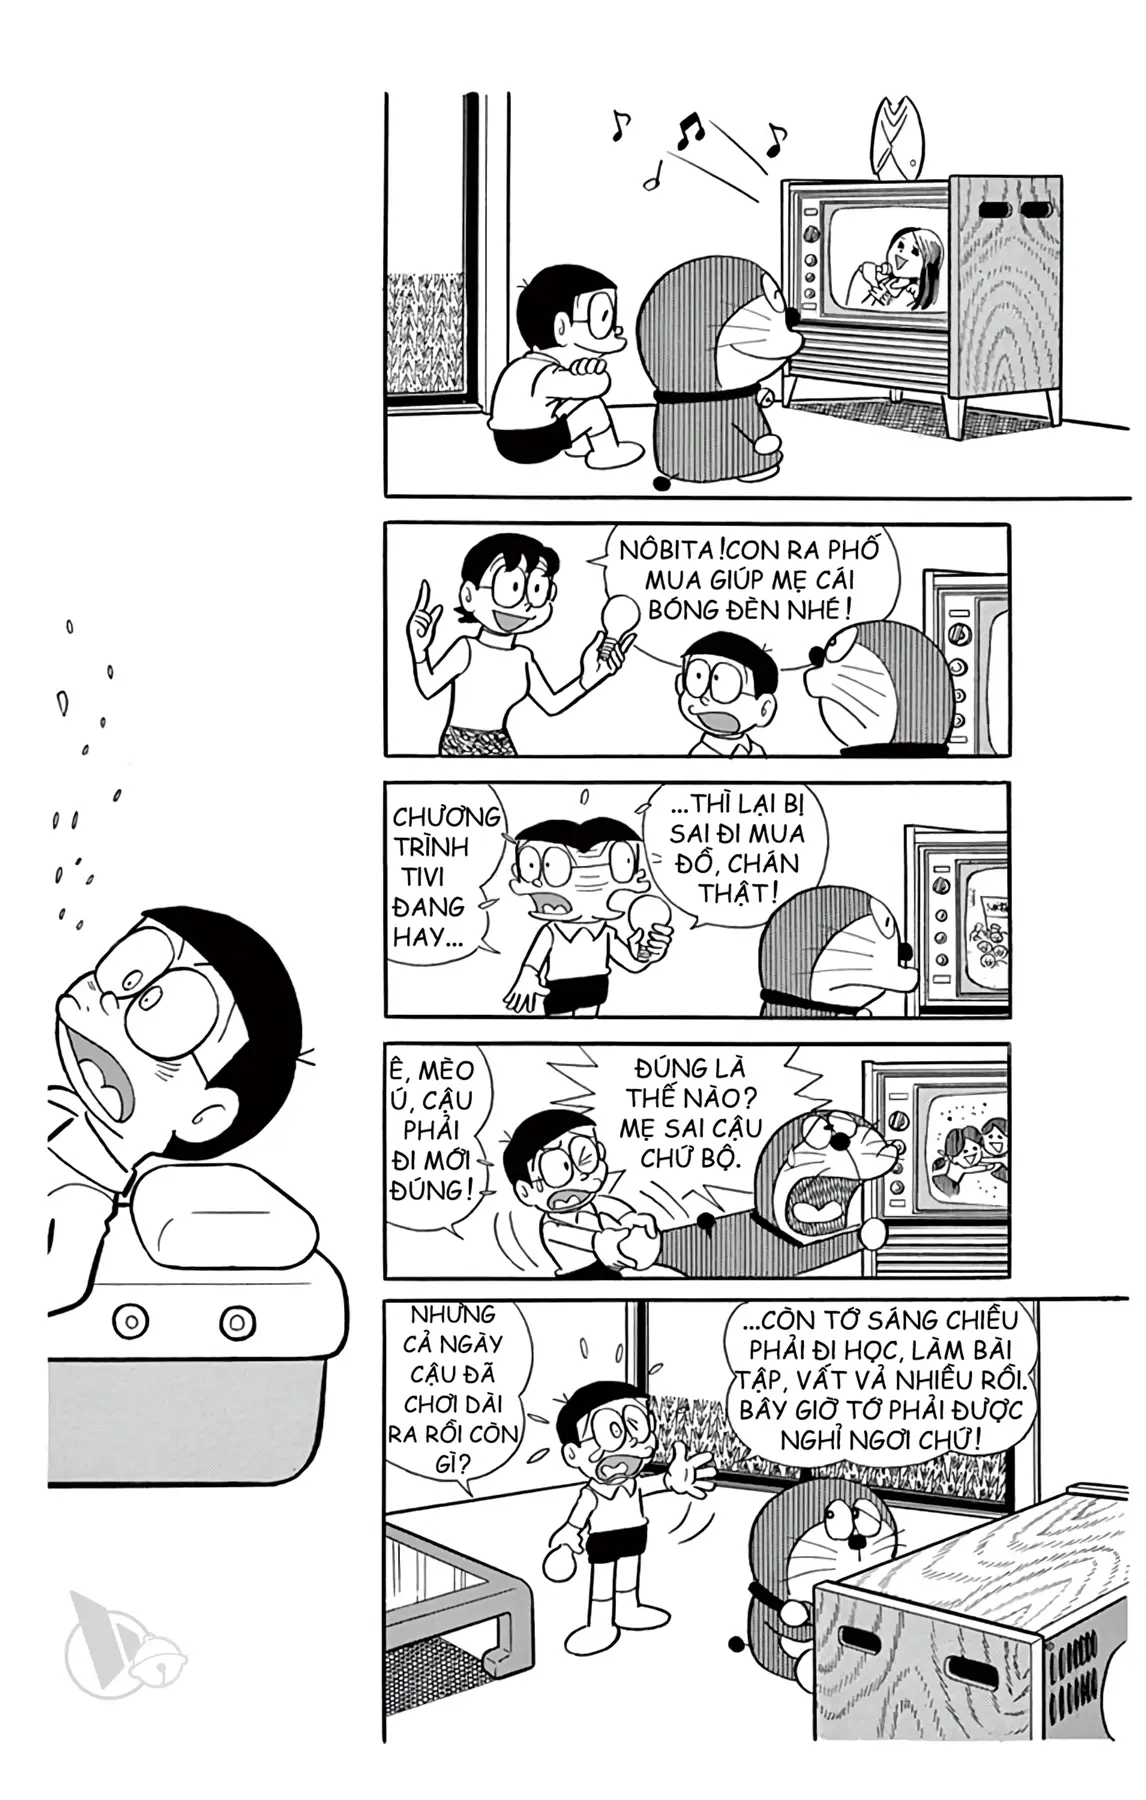 NÔBITA! CON RA PHỐ
MUA GIÚP MẸ CÁI
BÓNG ĐÈN NHÉ!
CHƯƠNG
TRÌNH
TIVI
ĐANG
HAY...
...THÌ LẠI BỊ
SAI ĐI MUA
ĐỒ, CHÁN
THẬT!
Ê, MÈO
Ú, CẬU
PHẢI
ĐI MỚI
ĐÚNG!
ĐÚNG LÀ
THẾ NÀO?
MẸ SAI CẬU
CHỨ BỘ.
NHƯNG
CẢ NGÀY
CẬU ĐÃ
CHƠI DÀI
RA RỒI CÒN
GÌ?
...CÒN TỚ SÁNG CHIỀU
PHẢI ĐI HỌC, LÀM BÀI
TẬP, VẤT VẢ NHIỀU RỒI.
BÂY GIỜ TỚ PHẢI ĐƯỢC
NGHỈ NGƠI CHỨ!